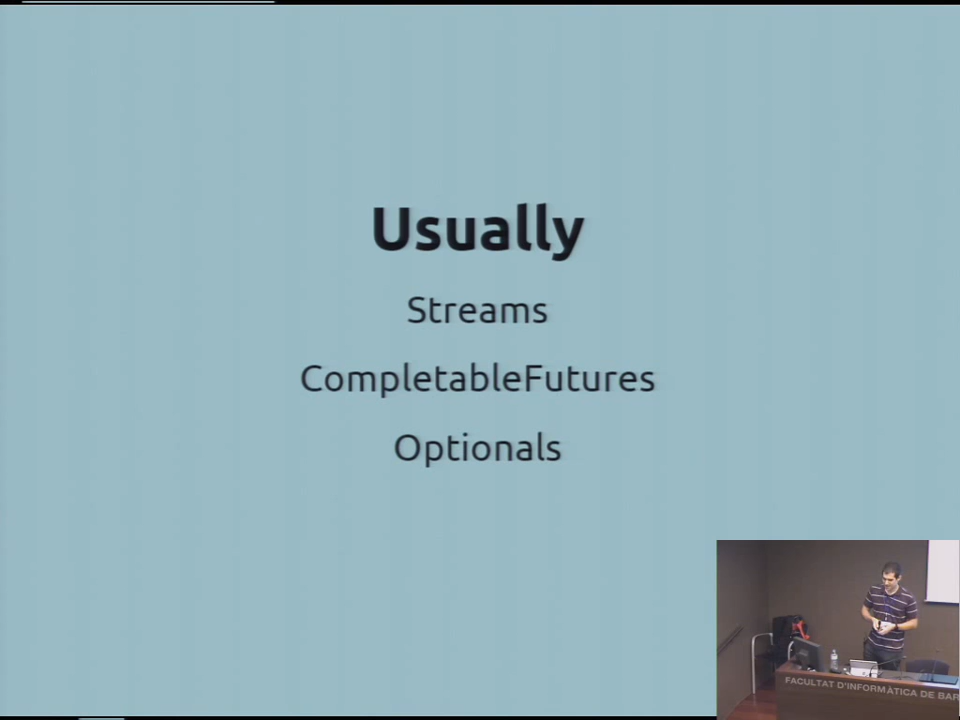 Usually
Streams
CompletableFutures
Optionals
FACULTAT D'INFORMÀTICA DE BAR